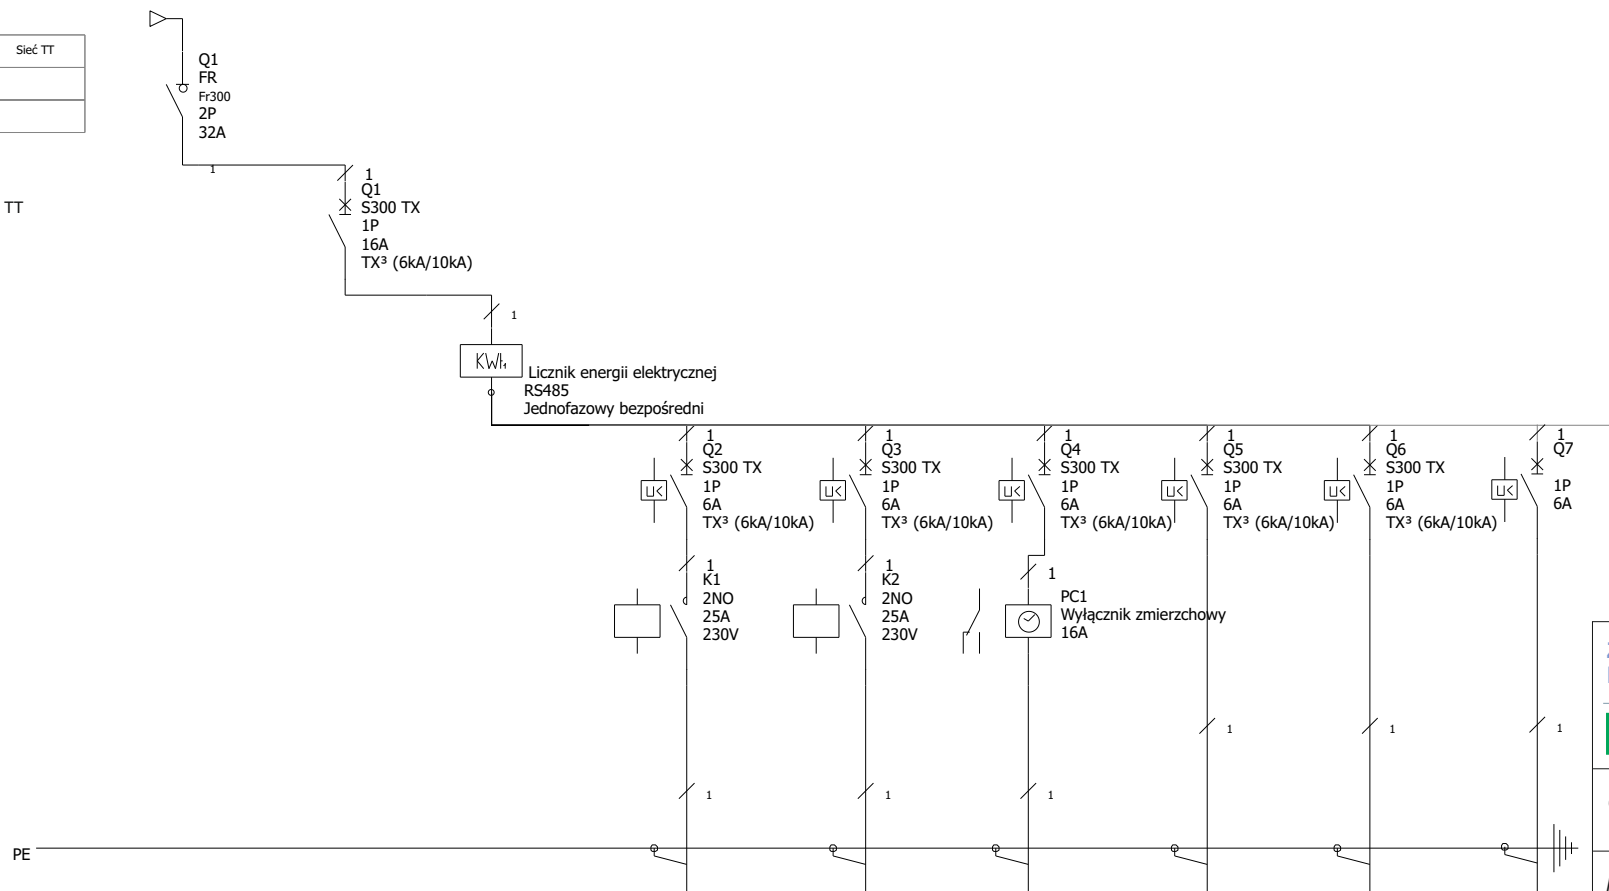 Sieć TT
Q1
FR
Fr300
2P
32A
1
1
Q1
S300 TX
1P
16A
TX³ (6kA/10kA)
TT
1
KWh
Licznik energii elektrycznej
RS485
Jednofazowy bezpośredni
1
Q2
S300 TX
1P
6A
TX³ (6kA/10kA)
U<
1
Q3
S300 TX
1P
6A
TX³ (6kA/10kA)
U<
1
Q4
S300 TX
1P
6A
TX³ (6kA/10kA)
U<
1
Q5
S300 TX
1P
6A
TX³ (6kA/10kA)
U<
1
Q6
S300 TX
1P
6A
TX³ (6kA/10kA)
U<
1
Q7
1P
6A
U<
1
K1
2NO
25A
230V
1
K2
2NO
25A
230V
1
PC1
Wyłącznik zmierzchowy
16A
1
1
1
1
1
1
PE